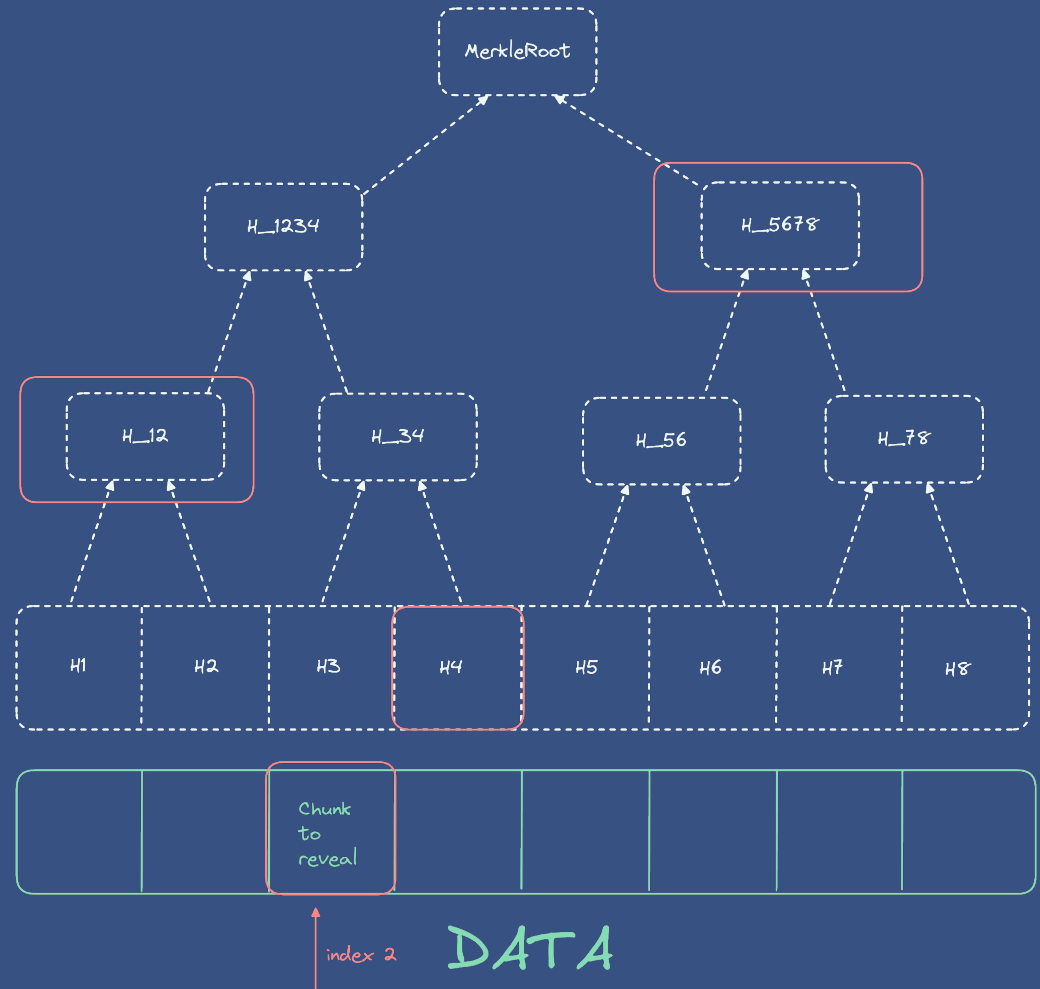 MerkleRoot
H_1234
H_5678
H_12
H_34
H_56
H_78
H1
H2
H3
H4
H5
H6
H7
H8
Chunk
to
reveal
index 2
DATA